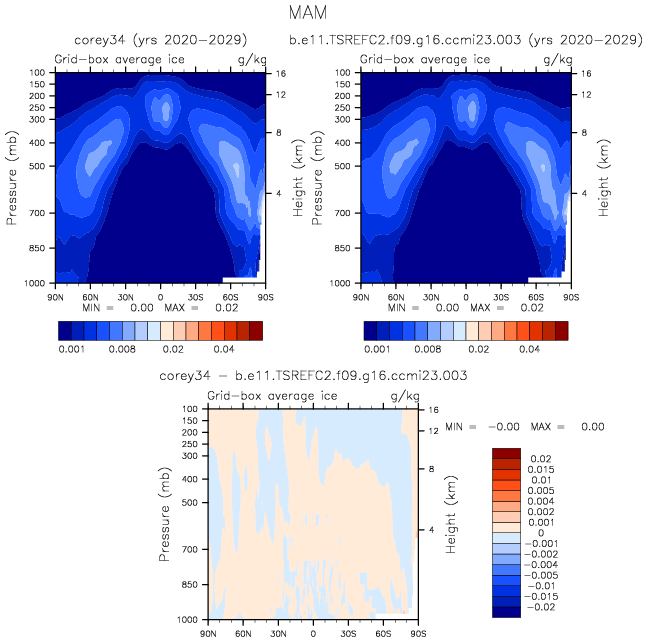 MAM
corey34 (yrs 2020-2029)
b.e11.TSREFC2.f09.g16.ccmi23.003 (yrs 2020-2029)
Grid-box average ice g/kg
Grid-box average ice g/kg
Pressure (mb)
100
150
200
250
300
400
500
700
850
1000
16
12
8
4
Height (km)
90N 60N 30N 0 30S 60S 90S
MIN = 0.00 MAX = 0.02
0.001 0.008 0.02 0.04
Pressure (mb)
100
150
200
250
300
400
500
700
850
1000
16
12
8
4
Height (km)
90N 60N 30N 0 30S 60S 90S
MIN = 0.00 MAX = 0.02
0.001 0.008 0.02 0.04
corey34 - b.e11.TSREFC2.f09.g16.ccmi23.003
Grid-box average ice g/kg
Pressure (mb)
100
150
200
250
300
400
500
700
850
1000
16
12
8
4
Height (km)
90N 60N 30N 0 30S 60S 90S
MIN = -0.00 MAX = 0.00
0.02
0.015
0.01
0.005
0.004
0.002
0.001
0
-0.001
-0.002
-0.004
-0.005
-0.01
-0.015
-0.02